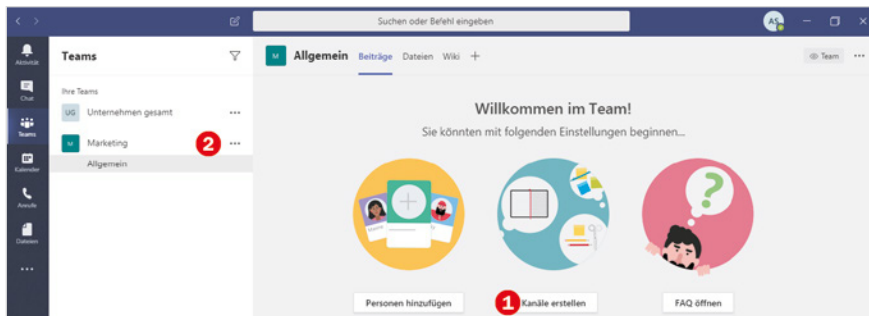 Suchen oder Befehl eingeben
AS
Aktivität
Chat
Teams
Kalender
Anrufe
Dateien
Teams
Ihre Teams
UG Unternehmen gesamt
M Marketing 2
Allgemein
M Allgemein Beiträge Dateien Wiki +
Team
Willkommen im Team!
Sie könnten mit folgenden Einstellungen beginnen...
Personen hinzufügen
1 Kanäle erstellen
FAQ öffnen